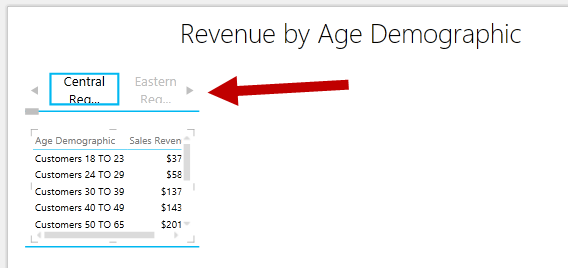 Revenue by Age Demographic
Central Eastern
Reg... Reg...
Age Demographic Sales Reven
Customers 18 TO 23 $37
Customers 24 TO 29 $58
Customers 30 TO 39 $137
Customers 40 TO 49 $143
Customers 50 TO 65 $201